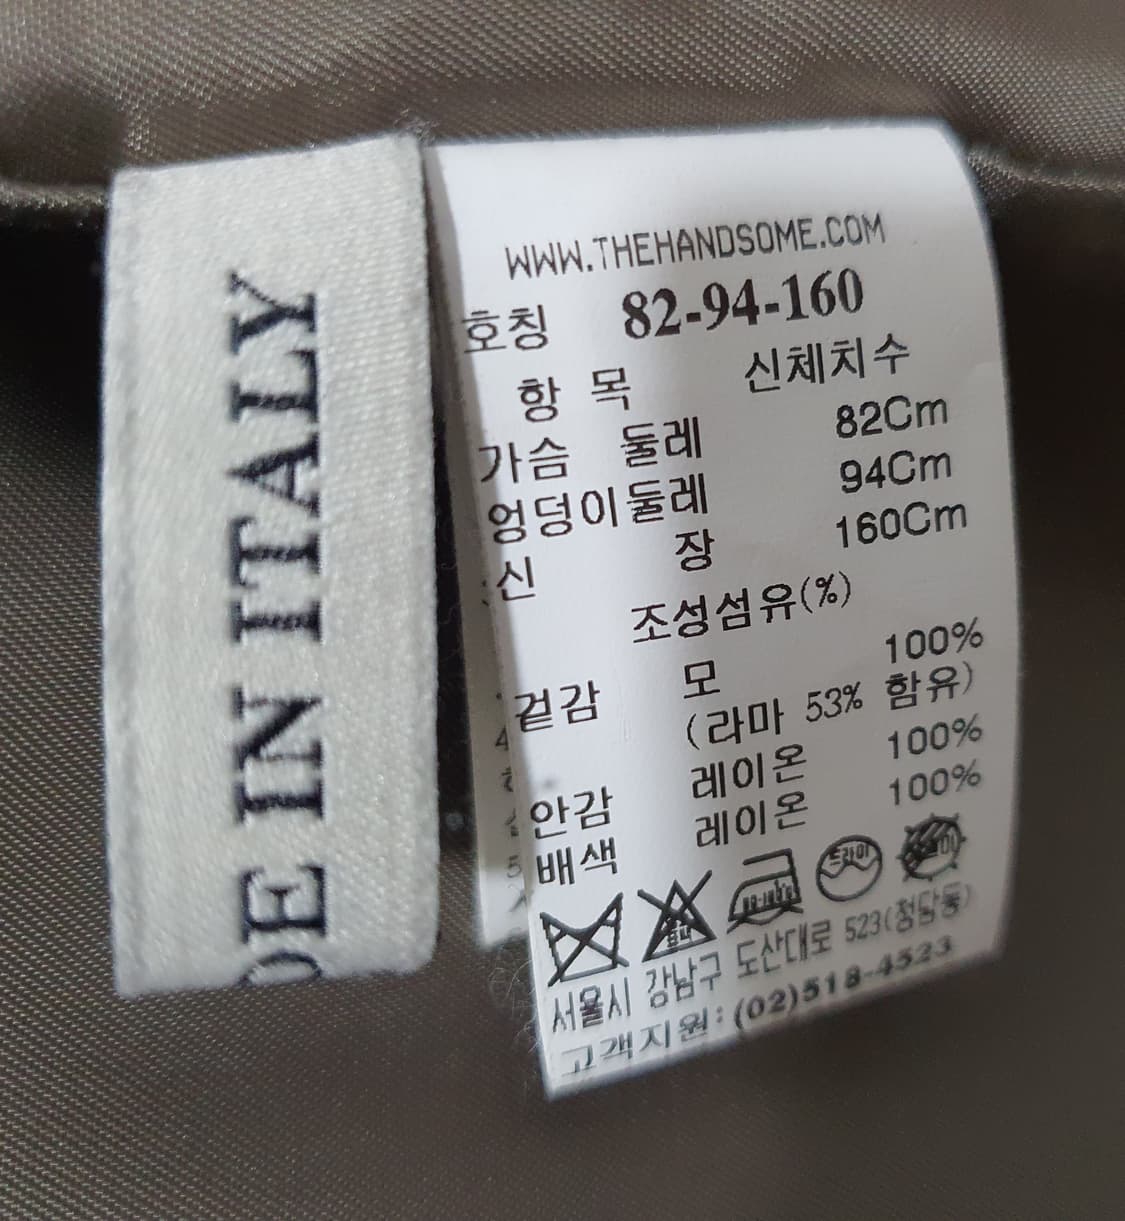 DE IN ITALY
WWW.THEHANDSOME.COM
호칭 82-94-160
항 목 신체치수
가슴 둘레 82Cm
엉덩이둘레 94Cm
신 장 160Cm
조성섬유(%)
겉감 모 100%
(라마 53% 함유)
안감 레이온 100%
배색 레이온 100%
드라이
서울시 강남구 도산대로 523(청담동)
고객지원:(02)518-4523